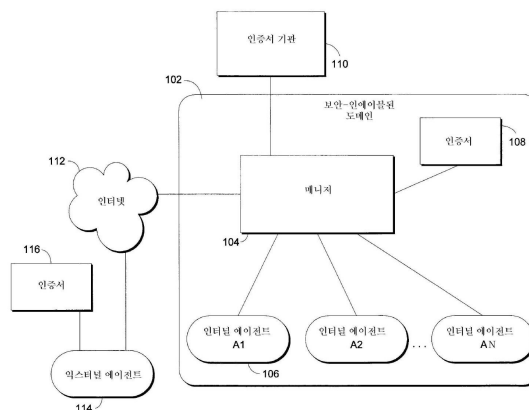 인증서 기관
110
102
보안-인에이블된
도메인
인증서
108
112
인터넷
매니저
104
116
인증서
인터널 에이전트
A1
인터널 에이전트
A2
...
인터널 에이전트
AN
106
익스터널 에이전트
114